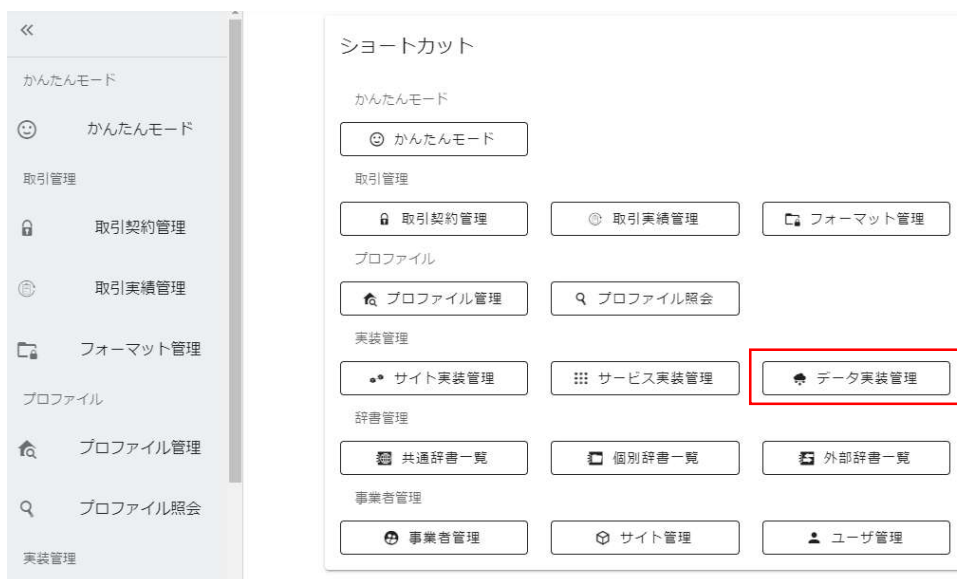 «
かんたんモード
かんたんモード
取引管理
取引契約管理
取引実績管理
フォーマット管理
プロファイル
プロファイル管理
プロファイル照会
実装管理
ショートカット
かんたんモード
かんたんモード
取引管理
取引契約管理 取引実績管理 フォーマット管理
プロファイル
プロファイル管理 プロファイル照会
実装管理
サイト実装管理 サービス実装管理 データ実装管理
辞書管理
共通辞書一覧 個別辞書一覧 外部辞書一覧
事業者管理
事業者管理 サイト管理 ユーザ管理